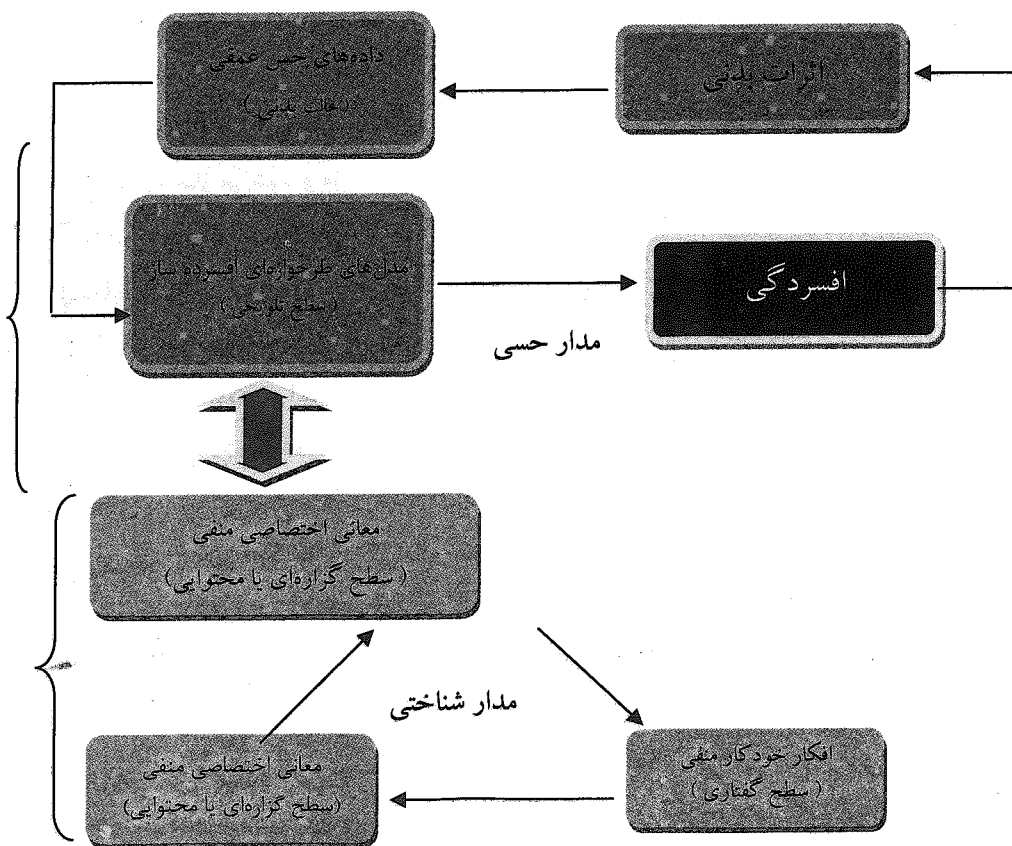 اثرات بدنی
داده‌های حس عمقی
(حالت بدنی)
مدل‌های طرحواره‌ای افسرده ساز
(سطح تلویحی)
افسردگی
مدار حسی
معانی اختصاصی منفی
(سطح گزاره‌ای یا محتوایی)
مدار شناختی
افکار خودکار منفی
(سطح گفتاری)
معانی اختصاصی منفی
(سطح گزاره‌ای یا محتوایی)